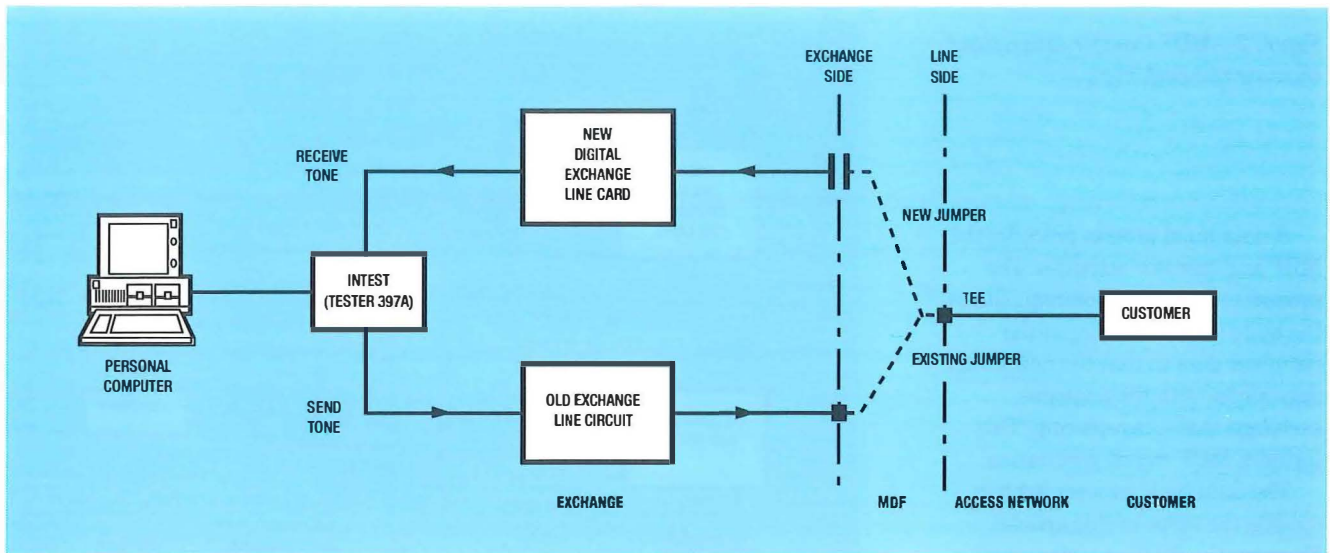 EXCHANGE
SIDE
LINE
SIDE
NEW
DIGITAL
EXCHANGE
LINE CARD
RECEIVE
TONE
NEW JUMPER
INTEST
(TESTER 397A)
TEE
CUSTOMER
PERSONAL
COMPUTER
EXISTING JUMPER
SEND
TONE
OLD EXCHANGE
LINE CIRCUIT
EXCHANGE
MDF
ACCESS NETWORK
CUSTOMER